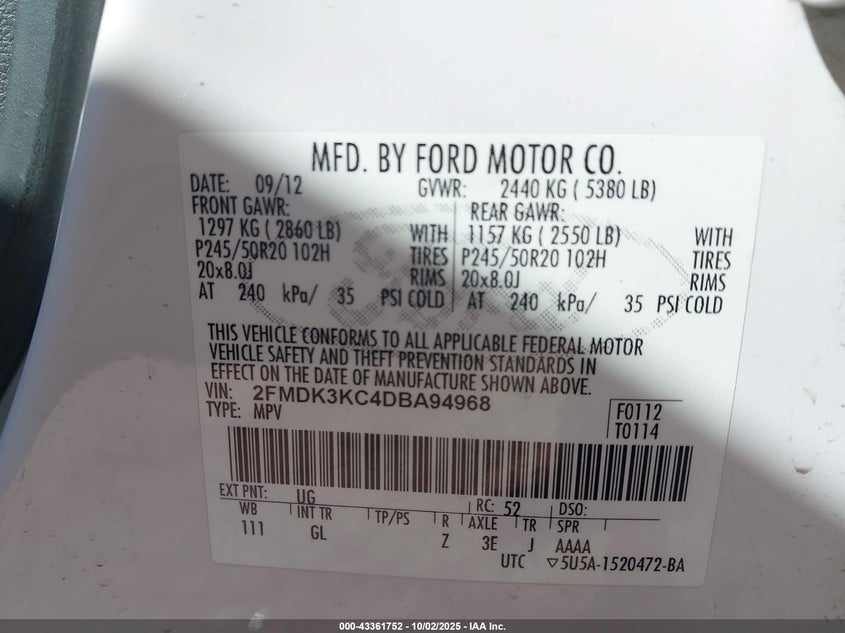 MFD. BY FORD MOTOR CO.
DATE: 09/12 GVWR: 2440 KG ( 5380 LB)
FRONT GAWR: REAR GAWR:
1297 KG ( 2860 LB) WITH 1157 KG ( 2550 LB) WITH
P245/50R20 102H TIRES P245/50R20 102H TIRES
20x8.0J RIMS 20x8.0J RIMS
AT 240 kPa/ 35 PSI COLD AT 240 kPa/ 35 PSI COLD
THIS VEHICLE CONFORMS TO ALL APPLICABLE FEDERAL MOTOR
VEHICLE SAFETY AND THEFT PREVENTION STANDARDS IN
EFFECT ON THE DATE OF MANUFACTURE SHOWN ABOVE.
VIN: 2FMDK3KC4DBA94968
TYPE: MPV
F0112
T0114
EXT PNT: UG RC: 52 DSO:
WB INT TR TP/PS R AXLE TR SPR
111 GL Z 3E J AAAA
UTC ▽5U5A-1520472-BA
000-43361752 | 10/02/2025 | IAA Inc.